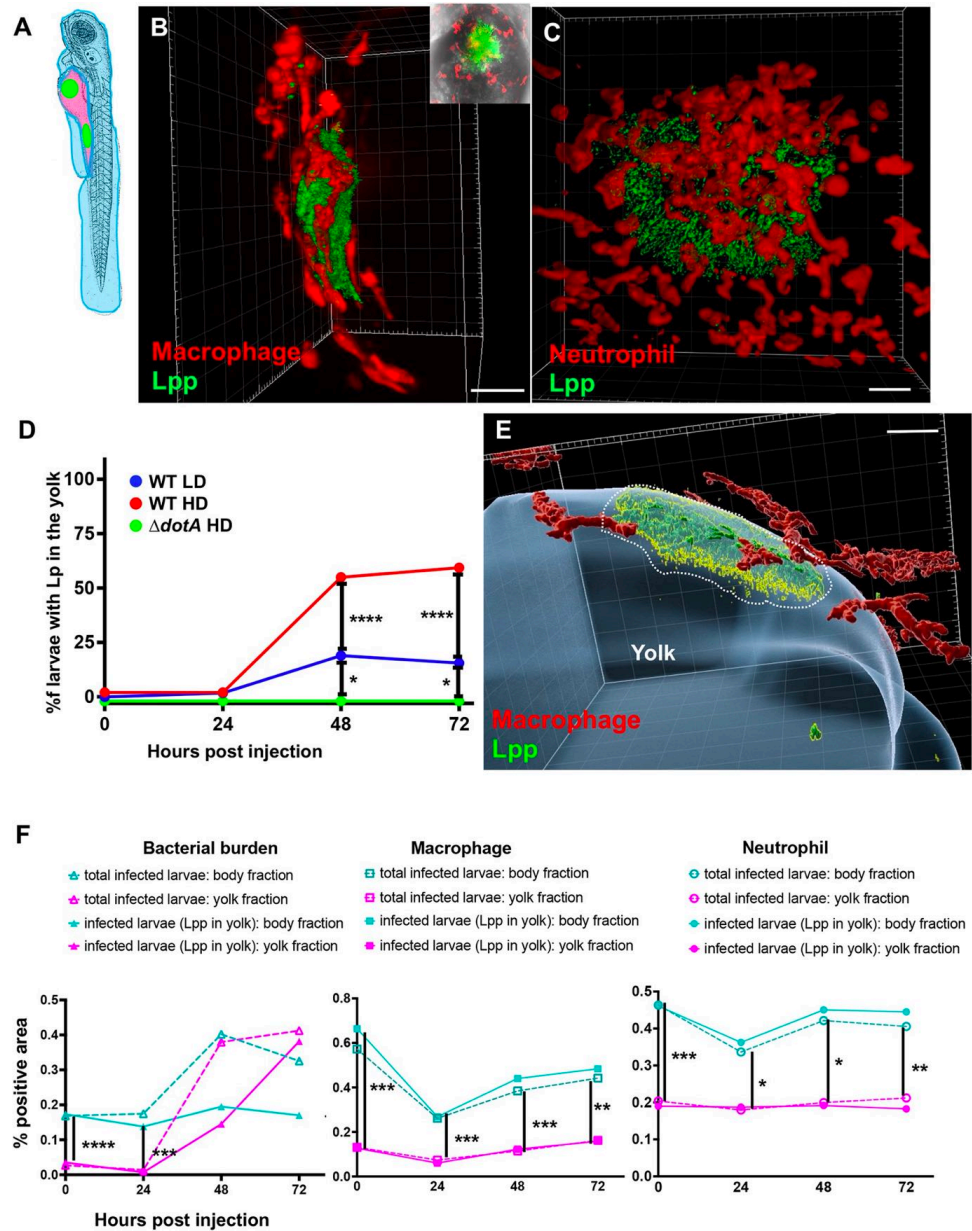 A
B
C
Macrophage
Lpp
Neutrophil
Lpp
D
WT LD
WT HD
ΔdotA HD
%f larvae with Lp in the yolk
100
50
0
****
****
*
*
0 24 48 72
Hours post injection
E
Yolk
Macrophage
Lpp
F
Bacterial burden
total infected larvae: body fraction
total infected larvae: yolk fraction
infected larvae (Lpp in yolk): body fraction
infected larvae (Lpp in yolk): yolk fraction
Macrophage
total infected larvae: body fraction
total infected larvae: yolk fraction
infected larvae (Lpp in yolk): body fraction
infected larvae (Lpp in yolk): yolk fraction
Neutrophil
total infected larvae: body fraction
total infected larvae: yolk fraction
infected larvae (Lpp in yolk): body fraction
infected larvae (Lpp in yolk): yolk fraction
% positive area
0.5
0.4
0.3
0.2
0.1
0.0
****
***
0 24 48 72
Hours post injection
0.8
0.6
0.4
0.2
0.0
***
***
***
**
0 24 48 72
0.5
0.4
0.3
0.2
0.1
0.0
***
*
*
**
0 24 48 72